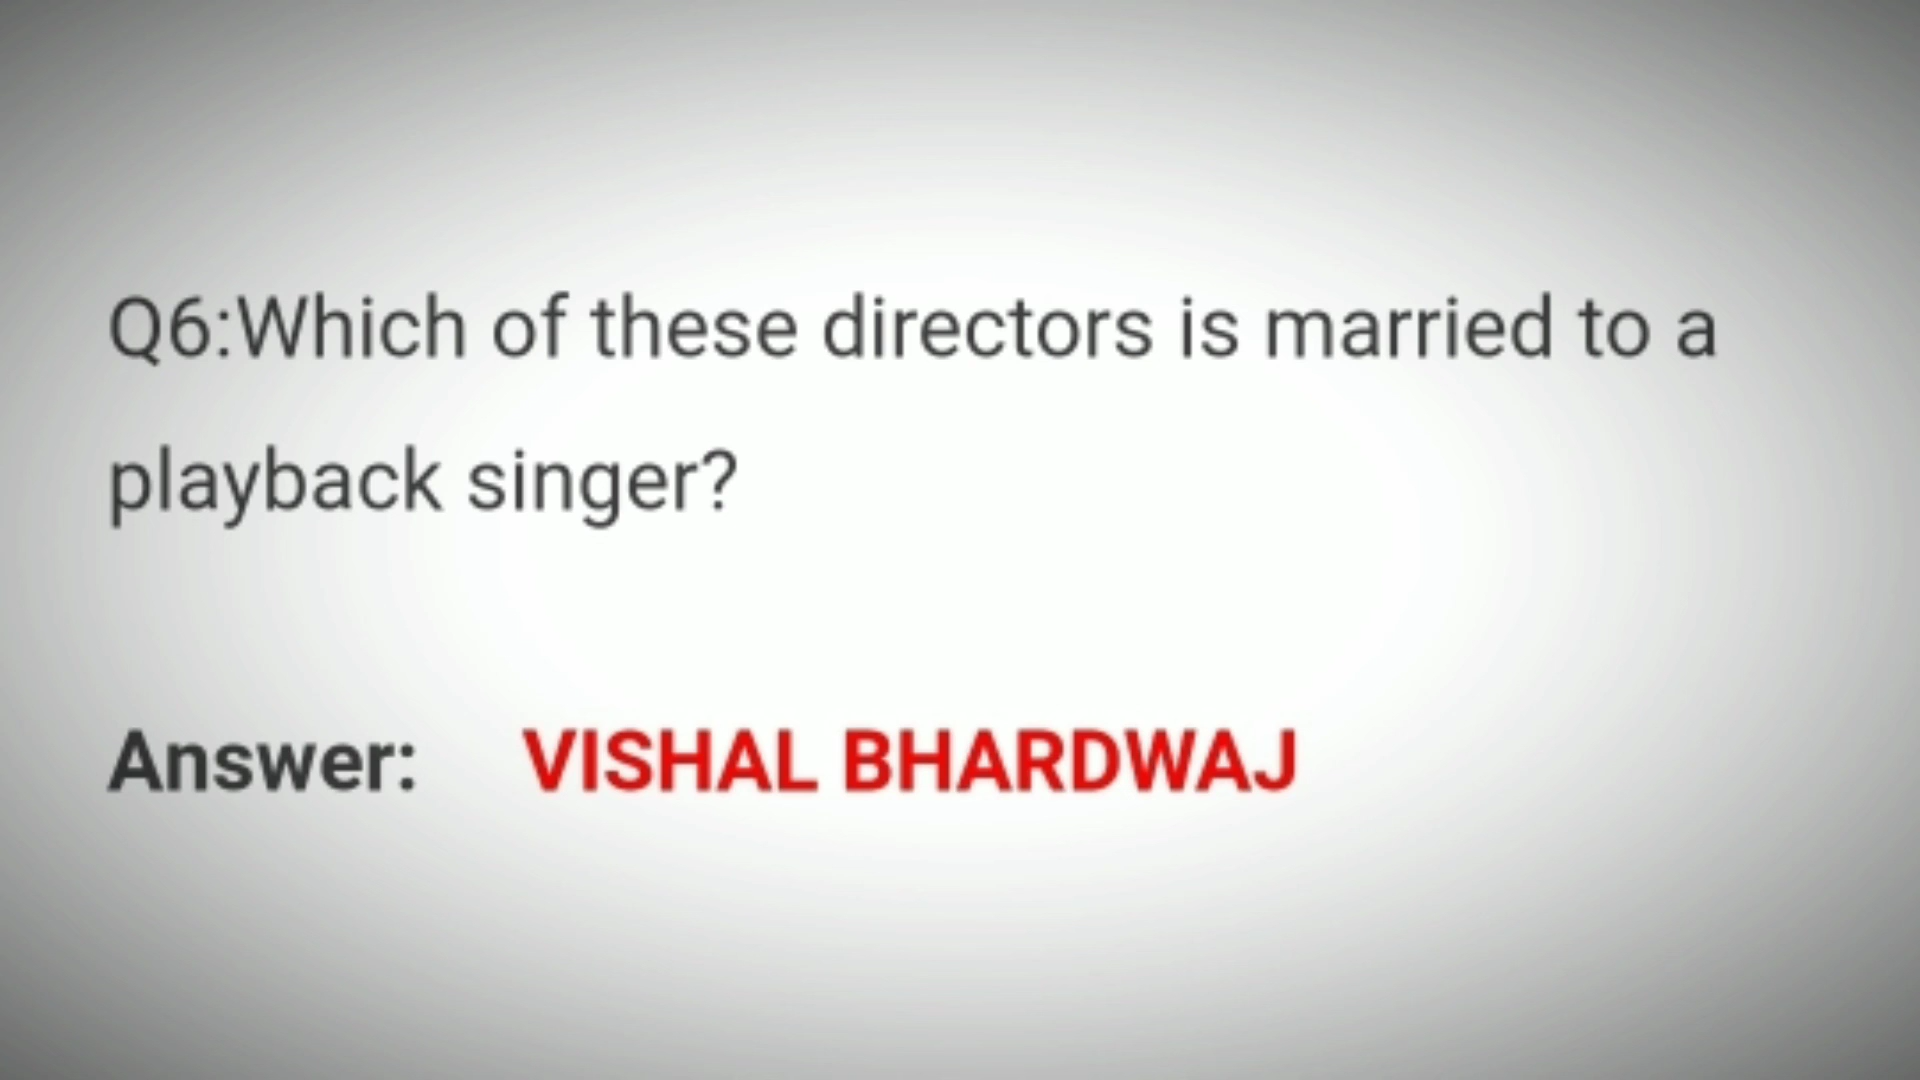 Q6:Which of these directors is married to a
playback singer?
Answer: VISHAL BHARDWAJ